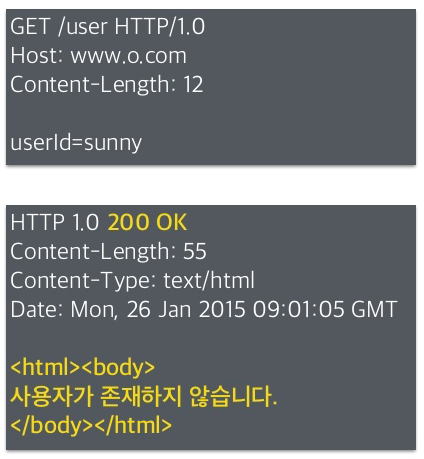 GET /user HTTP/1.0
Host: www.o.com
Content-Length: 12
userId=sunny
HTTP 1.0 200 OK
Content-Length: 55
Content-Type: text/html
Date: Mon, 26 Jan 2015 09:01:05 GMT
<html><body>
사용자가 존재하지 않습니다.
</body></html>